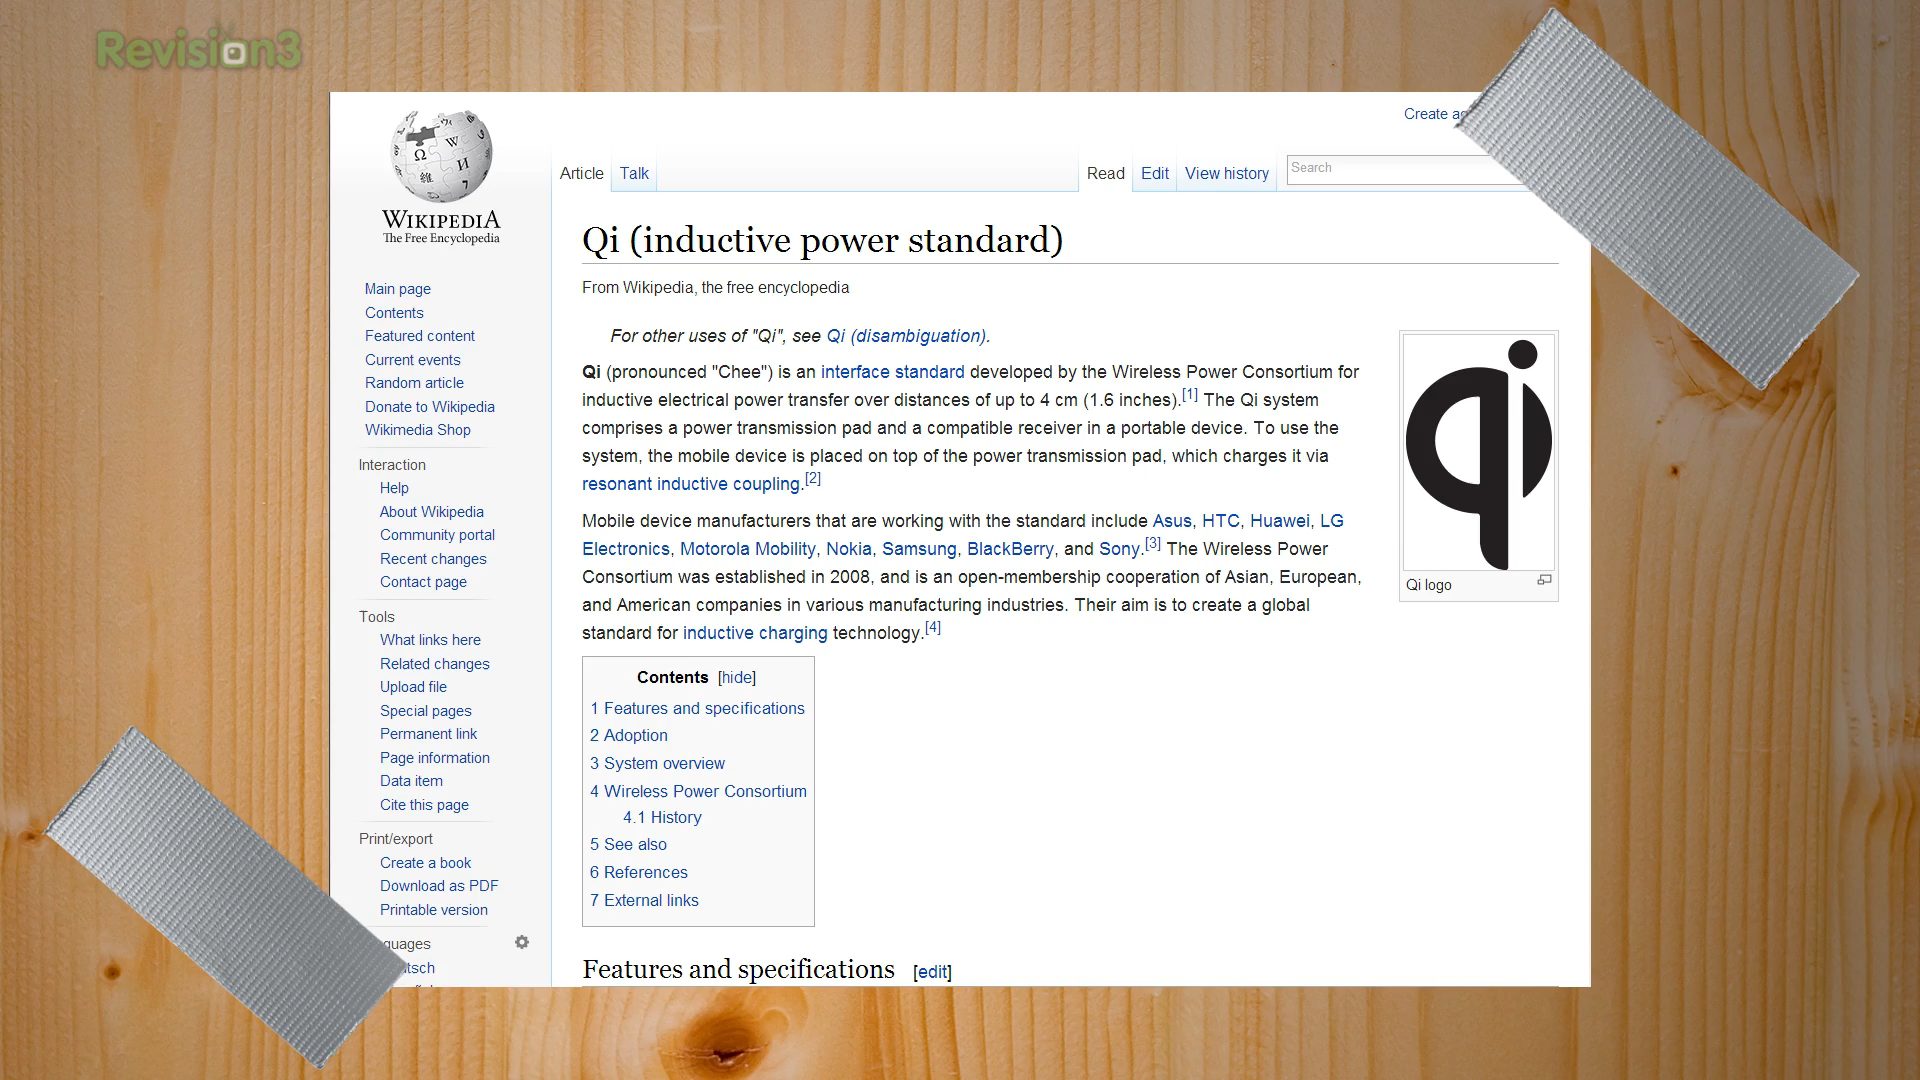 Revision3
Create a
Article
Talk
Read
Edit
View history
Search
WIKIPEDIA
The Free Encyclopedia
Qi (inductive power standard)
From Wikipedia, the free encyclopedia
For other uses of "Qi", see Qi (disambiguation).
Qi (pronounced "Chee") is an interface standard developed by the Wireless Power Consortium for
inductive electrical power transfer over distances of up to 4 cm (1.6 inches).[1] The Qi system
comprises a power transmission pad and a compatible receiver in a portable device. To use the
system, the mobile device is placed on top of the power transmission pad, which charges it via
resonant inductive coupling.[2]
Mobile device manufacturers that are working with the standard include Asus, HTC, Huawei, LG
Electronics, Motorola Mobility, Nokia, Samsung, BlackBerry, and Sony.[3] The Wireless Power
Consortium was established in 2008, and is an open-membership cooperation of Asian, European,
and American companies in various manufacturing industries. Their aim is to create a global
standard for inductive charging technology.[4]
qi
Qi logo
Contents [hide]
1 Features and specifications
2 Adoption
3 System overview
4 Wireless Power Consortium
4.1 History
5 See also
6 References
7 External links
Features and specifications [edit]
Main page
Contents
Featured content
Current events
Random article
Donate to Wikipedia
Wikimedia Shop
Interaction
Help
About Wikipedia
Community portal
Recent changes
Contact page
Tools
What links here
Related changes
Upload file
Special pages
Permanent link
Page information
Data item
Cite this page
Print/export
Create a book
Download as PDF
Printable version
guages
tsch